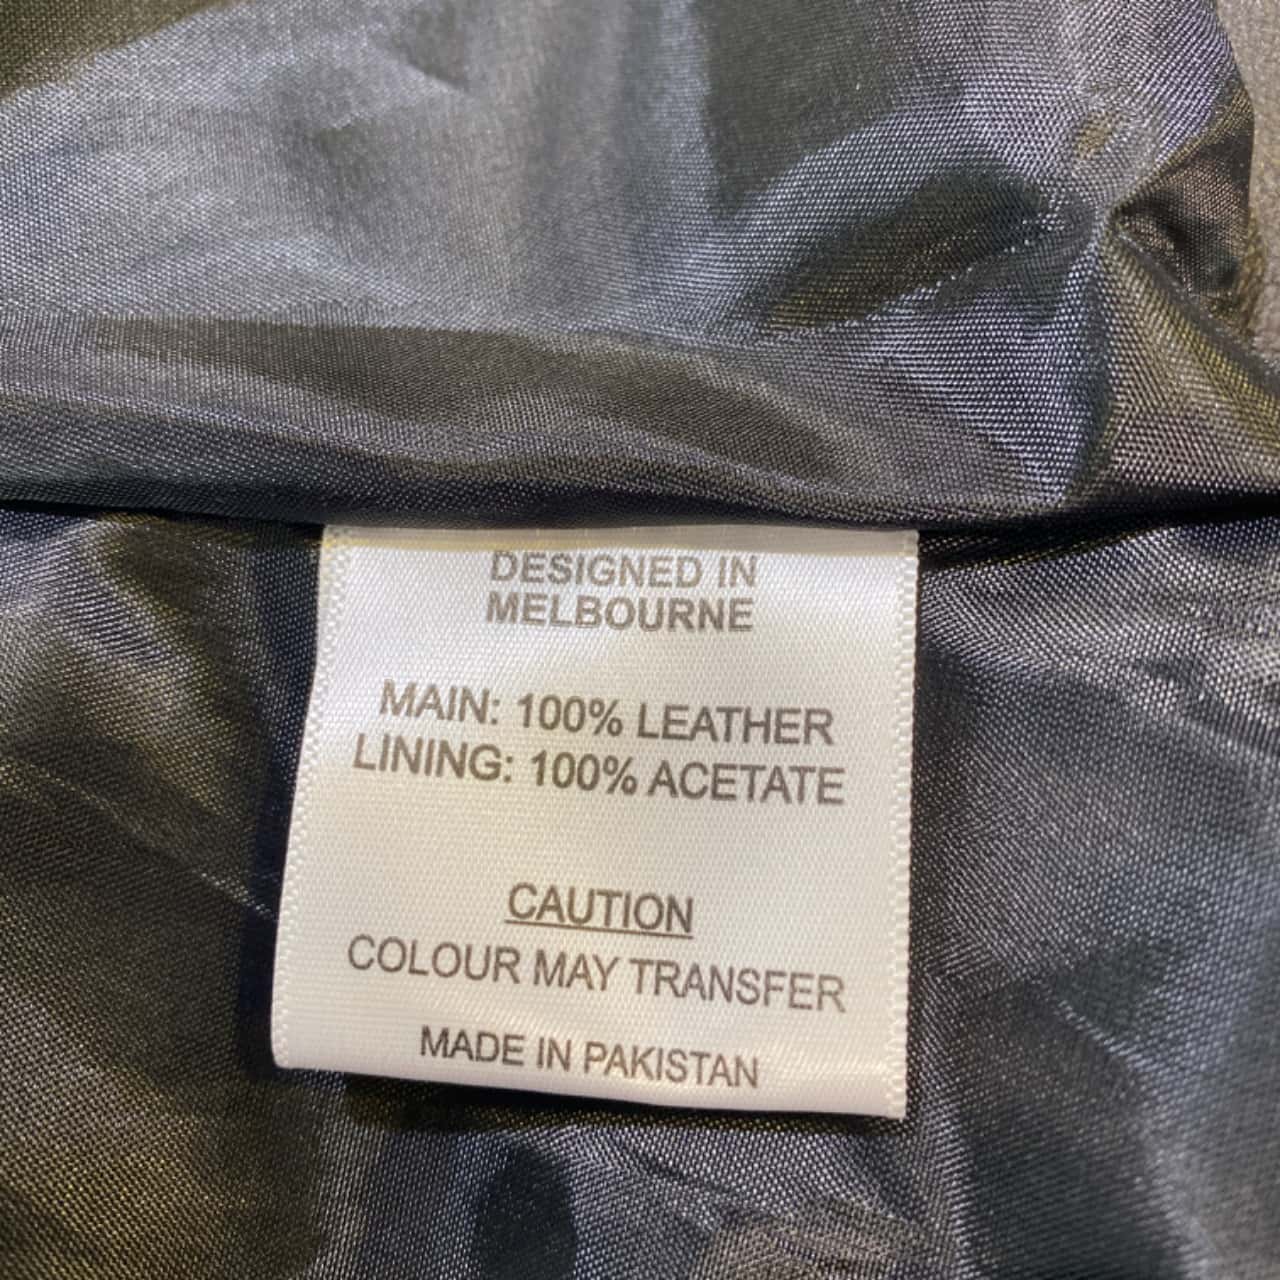 DESIGNED IN
MELBOURNE
MAIN: 100% LEATHER
LINING: 100% ACETATE
CAUTION
COLOUR MAY TRANSFER
MADE IN PAKISTAN